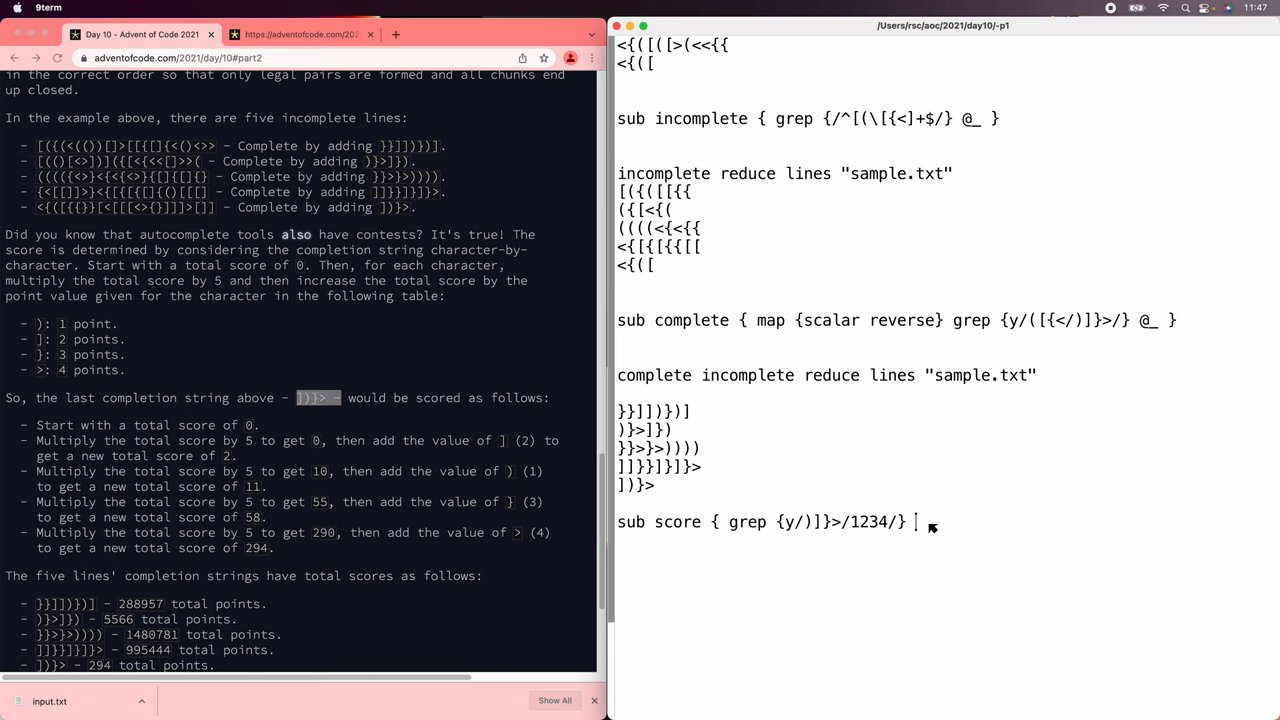 9term
11:47
Day 10 - Advent of Code 2021
https://adventofcode.com/202
adventofcode.com/2021/day/10#part2
in the correct order so that only legal pairs are formed and all chunks end
up closed.
In the example above, there are five incomplete lines:
- [({(<(())[]>[[{[]{<()<>> - Complete by adding }}]])})].
- [(()[<>])]({[<{<<[]>>( - Complete by adding )}>]}).
- (((({<>}<{<{<>}{[]{[]{} - Complete by adding }}>}>)))).
- {<[[]]>}<{[{[{[]{()[[[] - Complete by adding ]]}}]}]}>.
- <{([{{}}[<[[[<>{}]]]>[]] - Complete by adding ])}>.
Did you know that autocomplete tools also have contests? It's true! The
score is determined by considering the completion string character-by-
character. Start with a total score of 0. Then, for each character,
multiply the total score by 5 and then increase the total score by the
point value given for the character in the following table:
- ): 1 point.
- ]: 2 points.
- }: 3 points.
- >: 4 points.
So, the last completion string above - ])}> - would be scored as follows:
- Start with a total score of 0.
- Multiply the total score by 5 to get 0, then add the value of ] (2) to
get a new total score of 2.
- Multiply the total score by 5 to get 10, then add the value of ) (1)
to get a new total score of 11.
- Multiply the total score by 5 to get 55, then add the value of } (3)
to get a new total score of 58.
- Multiply the total score by 5 to get 290, then add the value of > (4)
to get a new total score of 294.
The five lines' completion strings have total scores as follows:
- }}]])})] - 288957 total points.
- )}>]}) - 5566 total points.
- }}>}>)))) - 1480781 total points.
- ]]}}]}]}> - 995444 total points.
- ])}> - 294 total points.
input.txt
Show All
/Users/rsc/aoc/2021/day10/-p1
<{([([>(<<{{
<{([
sub incomplete { grep {/^[(\[{<]+$/} @_ }
incomplete reduce lines "sample.txt"
[({([[{{
({[<{(
((((<{<{{
<{[{[{{[[
<{([
sub complete { map {scalar reverse} grep {y/([{</)]}>/} @_ }
complete incomplete reduce lines "sample.txt"
}}]])})]
)}>]})
}}>}>))))
]]}}]}]}>
])}>
sub score { grep {y/)]}>/1234/}